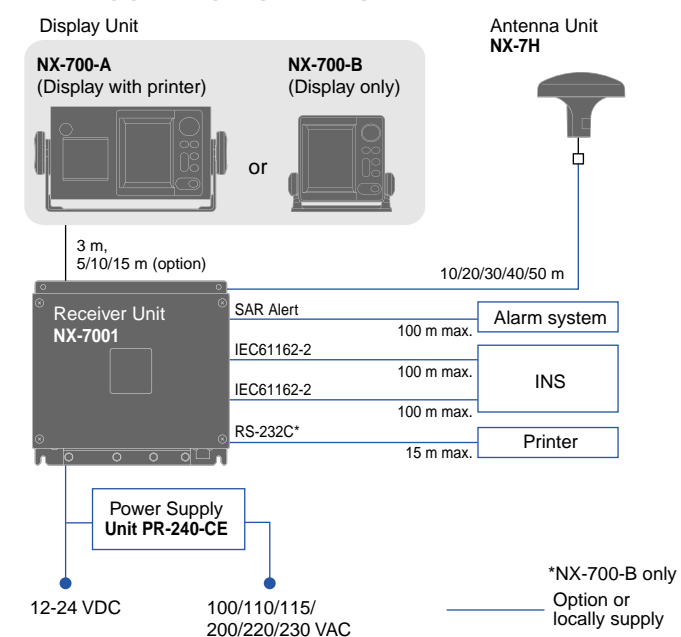 Display Unit
Antenna Unit
NX-7H
NX-700-A
(Display with printer)
NX-700-B
(Display only)
or
3 m,
5/10/15 m (option)
10/20/30/40/50 m
Receiver Unit
NX-7001
SAR Alert
100 m max.
Alarm system
IEC61162-2
100 m max.
INS
IEC61162-2
100 m max.
RS-232C*
15 m max.
Printer
Power Supply
Unit PR-240-CE
12-24 VDC
100/110/115/
200/220/230 VAC
*NX-700-B only
Option or
locally supply